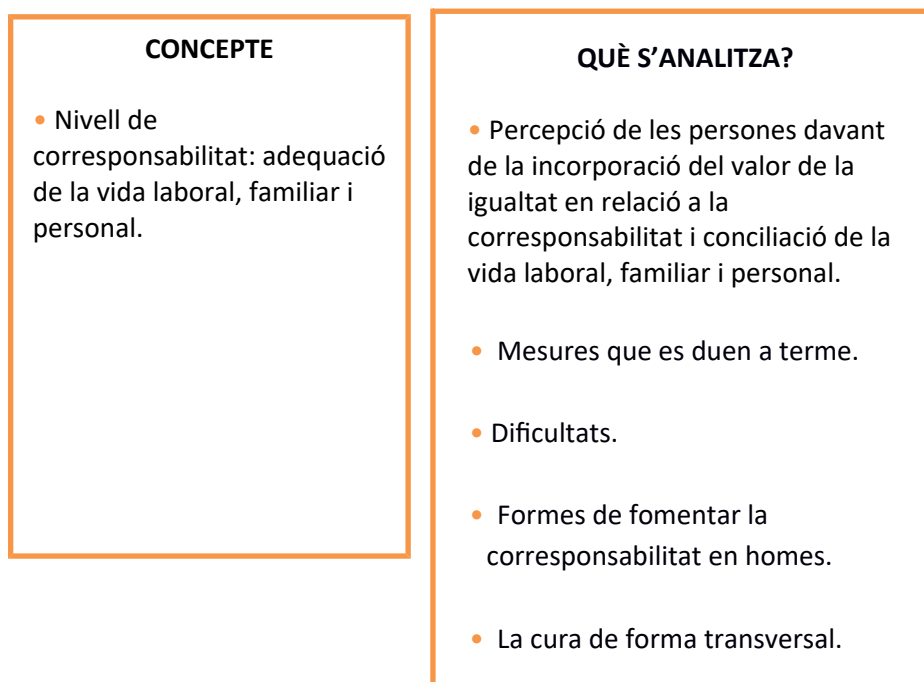 CONCEPTE
• Nivell de
corresponsabilitat: adequació
de la vida laboral, familiar i
personal.
QUÈ S’ANALITZA?
• Percepció de les persones davant
de la incorporació del valor de la
igualtat en relació a la
corresponsabilitat i conciliació de la
vida laboral, familiar i personal.
• Mesures que es duen a terme.
• Dificultats.
• Formes de fomentar la
corresponsabilitat en homes.
• La cura de forma transversal.